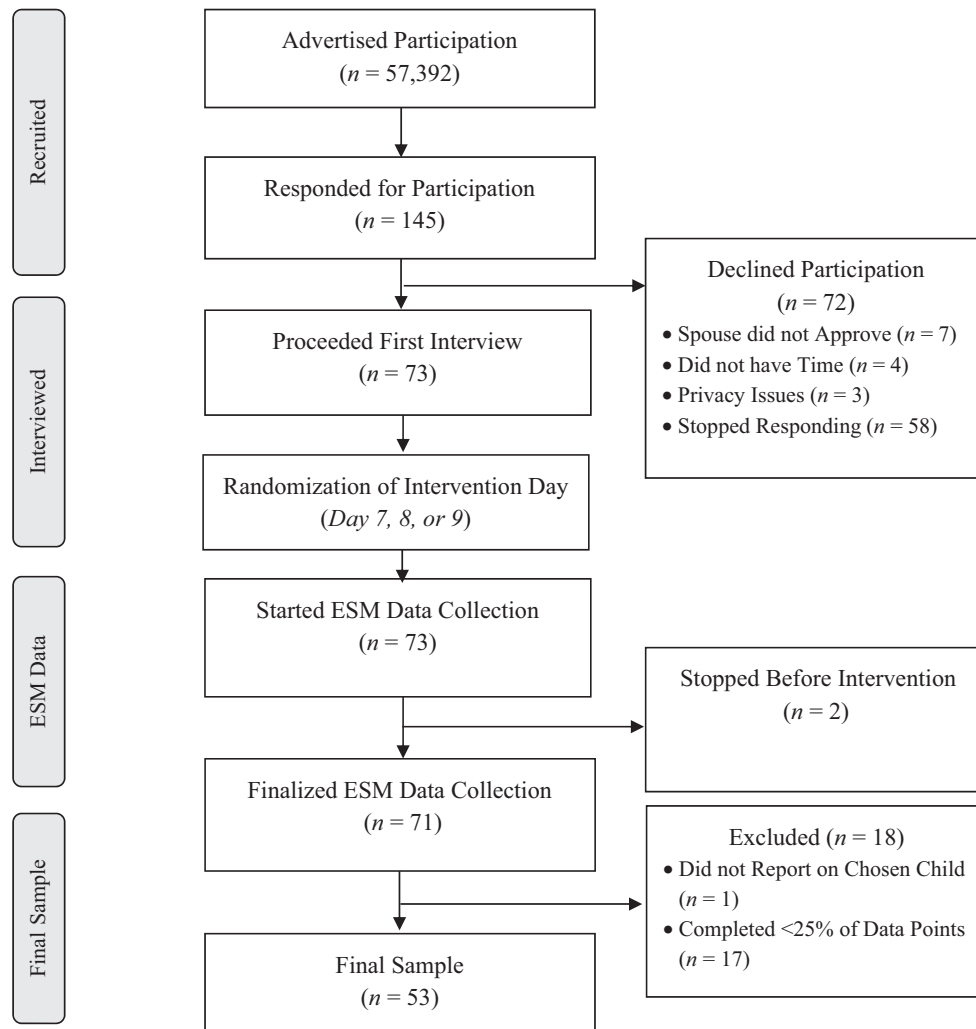 Recruited
Advertised Participation
(n = 57,392)
Responded for Participation
(n = 145)
Declined Participation
(n = 72)
• Spouse did not Approve (n = 7)
• Did not have Time (n = 4)
• Privacy Issues (n = 3)
• Stopped Responding (n = 58)
Interviewed
Proceeded First Interview
(n = 73)
Randomization of Intervention Day
(Day 7, 8, or 9)
ESM Data
Started ESM Data Collection
(n = 73)
Stopped Before Intervention
(n = 2)
Finalized ESM Data Collection
(n = 71)
Final Sample
Excluded (n = 18)
• Did not Report on Chosen Child
(n = 1)
• Completed <25% of Data Points
(n = 17)
Final Sample
(n = 53)